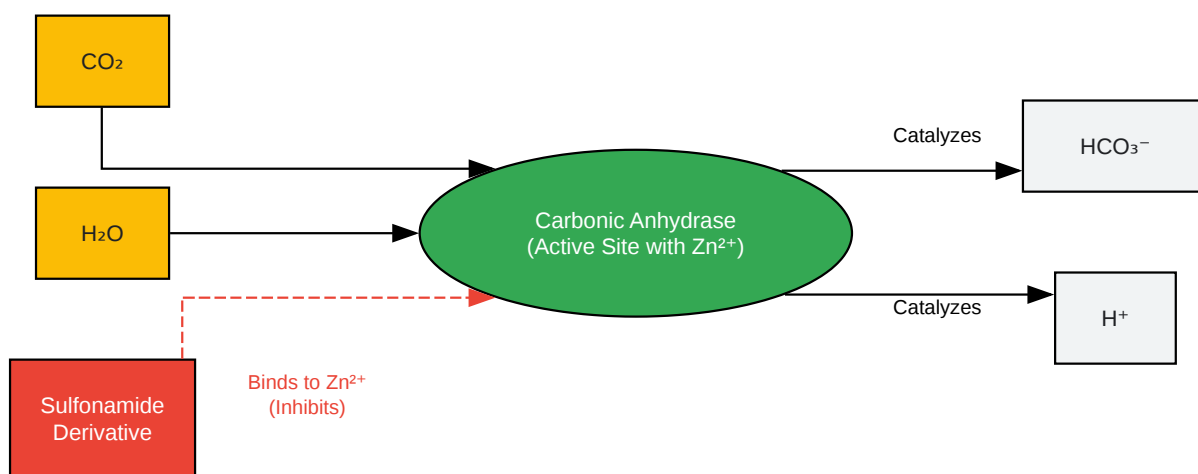 CO₂
Catalyzes
HCO₃⁻
H₂O
Carbonic Anhydrase
(Active Site with Zn²⁺)
Catalyzes
H⁺
Binds to Zn²⁺
(Inhibits)
Sulfonamide
Derivative